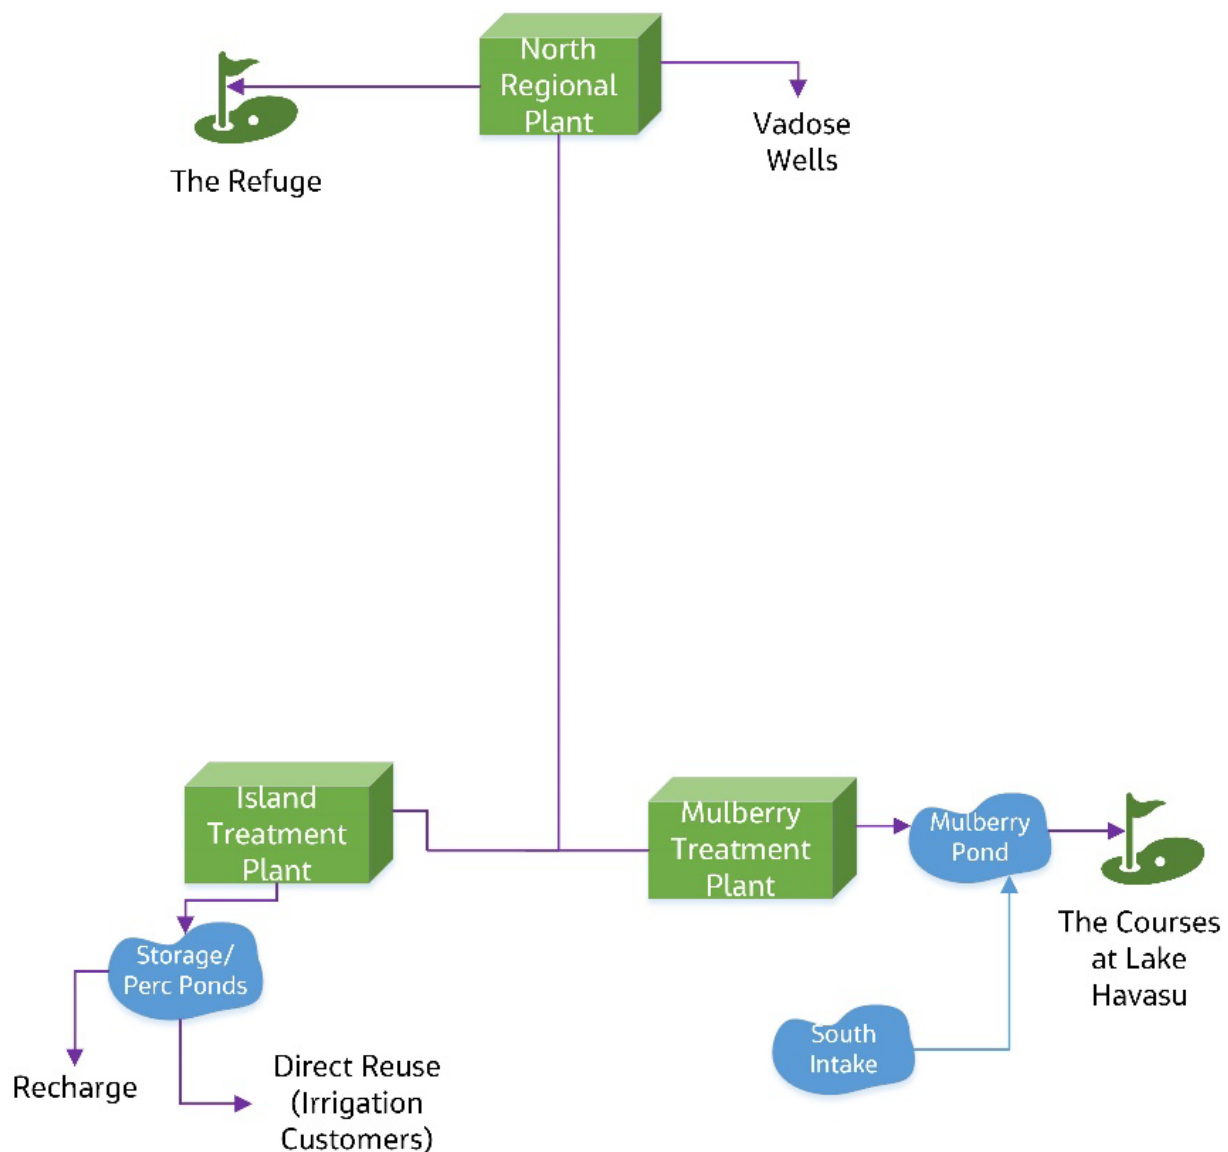 North
Regional
Plant
The Refuge
Vadose
Wells
Island
Treatment
Plant
Mulberry
Treatment
Plant
Mulberry
Pond
The Courses
at Lake
Havasu
Storage/
Perc Ponds
South
Intake
Recharge
Direct Reuse
(Irrigation
Customers)